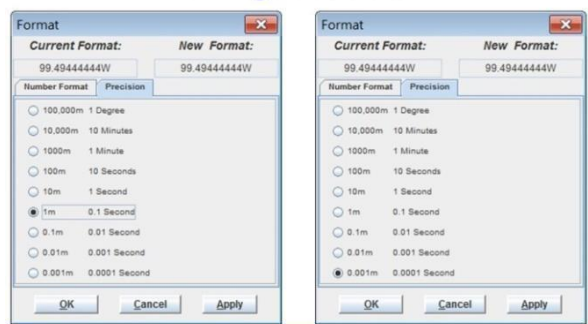 Format
Current Format: New Format:
99.49444444W 99.49444444W
Number Format Precision
100,000m 1 Degree
10,000m 10 Minutes
1000m 1 Minute
100m 10 Seconds
10m 1 Second
1m 0.1 Second
0.1m 0.01 Second
0.01m 0.001 Second
0.001m 0.0001 Second
OK Cancel Apply
Format
Current Format: New Format:
99.49444444W 99.49444444W
Number Format Precision
100,000m 1 Degree
10,000m 10 Minutes
1000m 1 Minute
100m 10 Seconds
10m 1 Second
1m 0.1 Second
0.1m 0.01 Second
0.01m 0.001 Second
0.001m 0.0001 Second
OK Cancel Apply